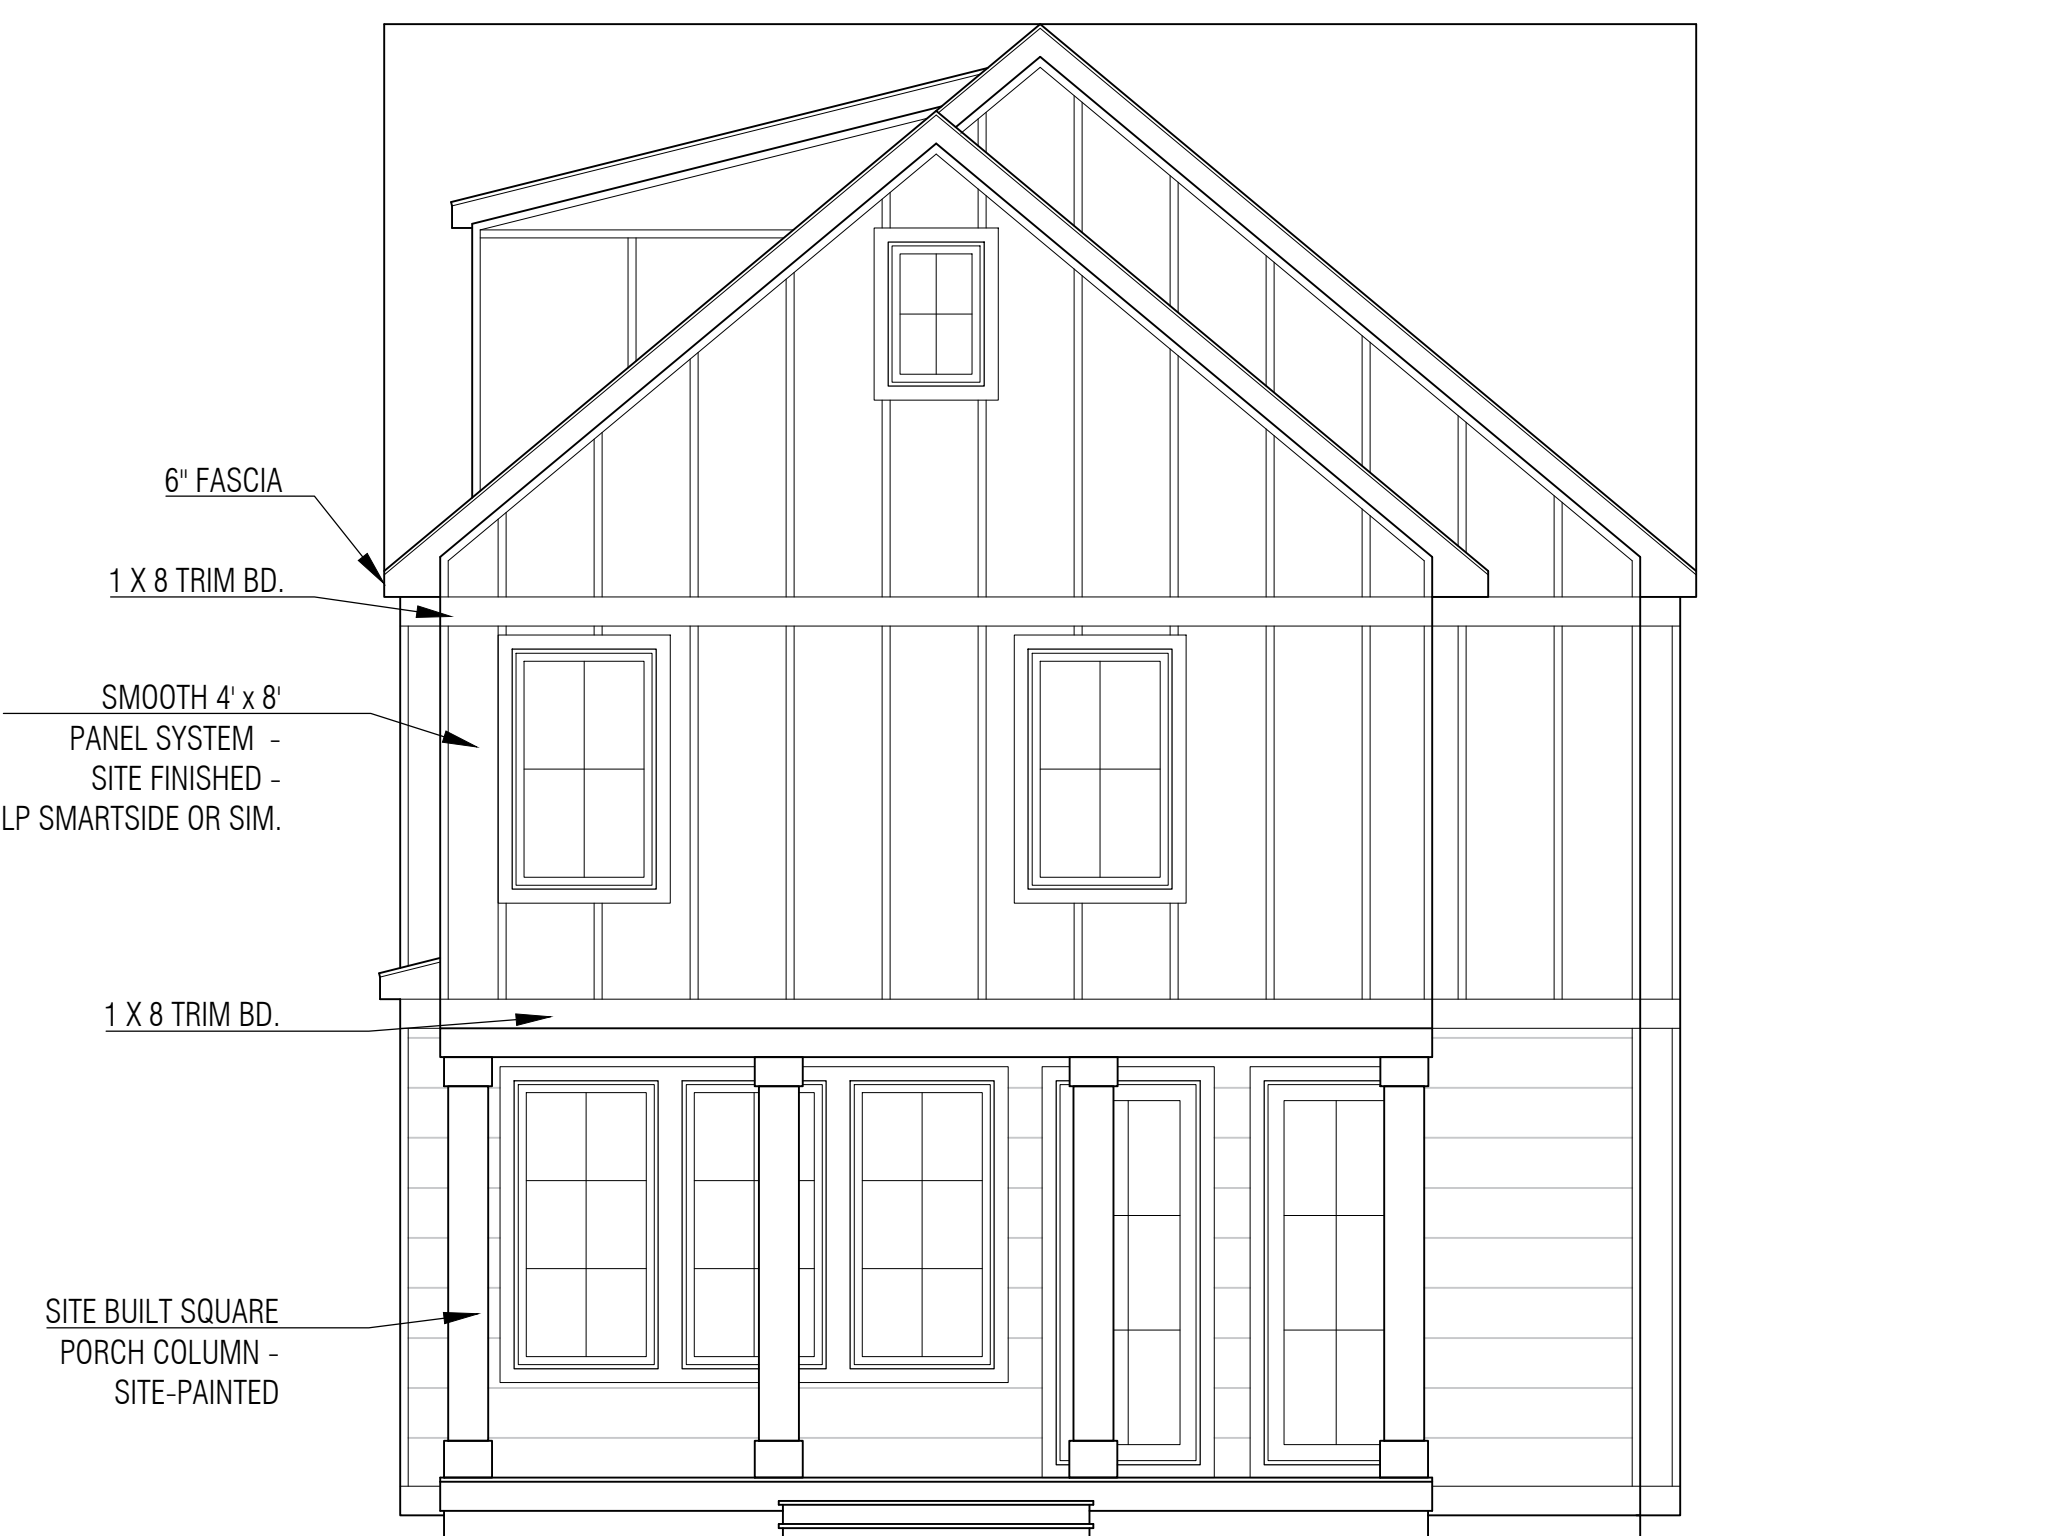 6" FASCIA
1 X 8 TRIM BD.
SMOOTH 4' x 8'
PANEL SYSTEM -
SITE FINISHED -
LP SMARTSIDE OR SIM.
1 X 8 TRIM BD.
SITE BUILT SQUARE
PORCH COLUMN -
SITE-PAINTED